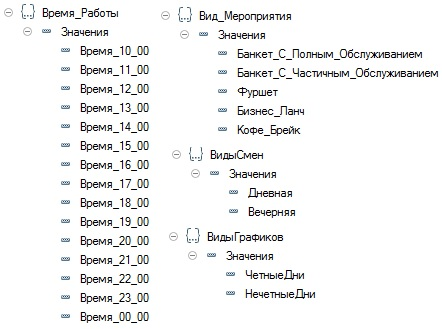 Время_Работы
Значения
Время_10_00
Время_11_00
Время_12_00
Время_13_00
Время_14_00
Время_15_00
Время_16_00
Время_17_00
Время_18_00
Время_19_00
Время_20_00
Время_21_00
Время_22_00
Время_23_00
Время_00_00
Вид_Мероприятия
Значения
Банкет_С_Полным_Обслуживанием
Банкет_С_Частичным_Обслуживанием
Фуршет
Бизнес_Ланч
Кофе_Брейк
ВидыСмен
Значения
Дневная
Вечерняя
ВидыГрафиков
Значения
ЧетныеДни
НечетныеДни